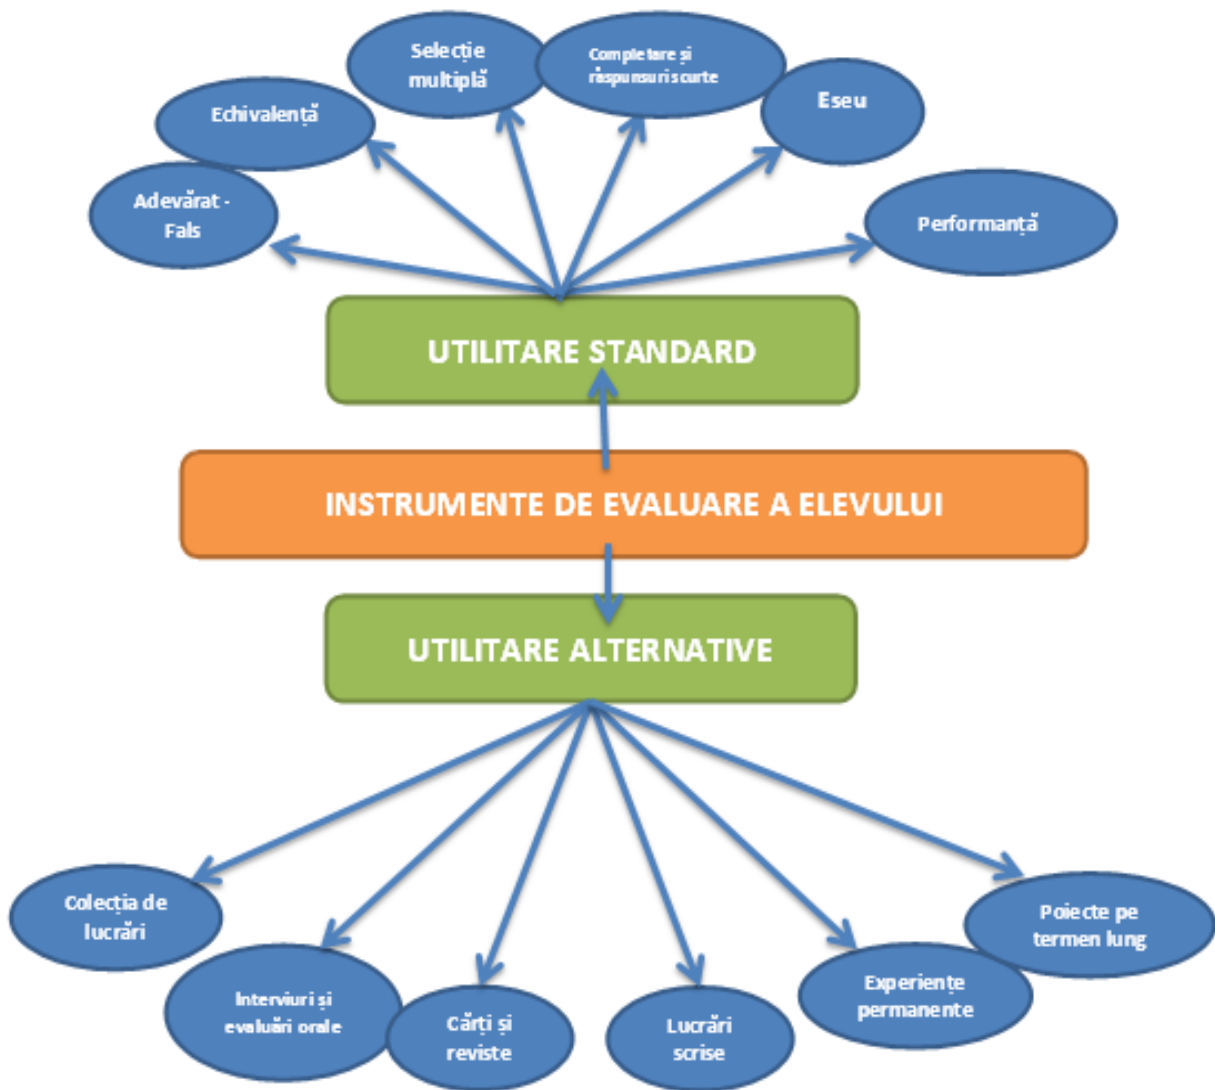 Selecție
multiplă
Completare și
răspunsuri scurte
Eseu
Echivalență
Adevărat -
Fals
Performanță
UTILITARE STANDARD
INSTRUMENTE DE EVALUARE A ELEVULUI
UTILITARE ALTERNATIVE
Colecția de
lucrări
Poiecte pe
termen lung
Interviuri și
evaluări orale
Experiențe
permanente
Cărți și
reviste
Lucrări
scrise